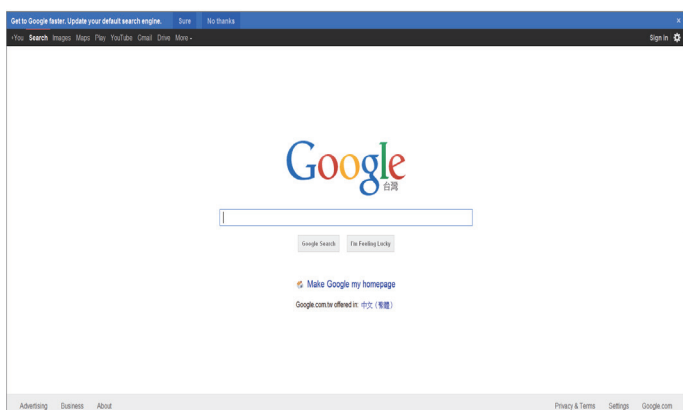 Get to Google faster. Update your default search engine. Sure No thanks ×
+You Search Images Maps Play YouTube Gmail Drive More Sign in
Google
台灣
Google Search I'm Feeling Lucky
Make Google my homepage
Google.com.tw offered in: 中文（繁體）
Advertising Business About Privacy & Terms Settings Google.com